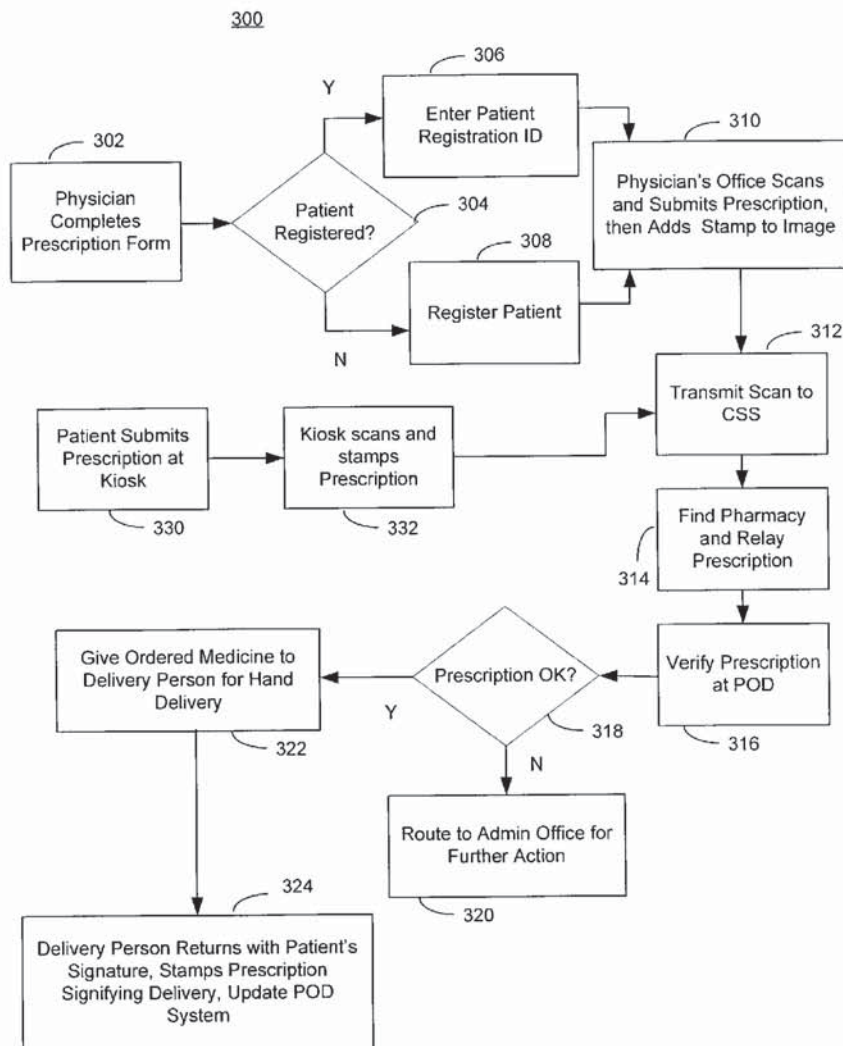 300
306
Y
Enter Patient
Registration ID
302
310
Physician
Completes
Prescription Form
Patient
Registered?
304
Physician's Office Scans
and Submits Prescription,
then Adds Stamp to Image
308
Register Patient
N
312
Transmit Scan to
CSS
Patient Submits
Prescription at
Kiosk
330
Kiosk scans and
stamps
Prescription
332
Find Pharmacy
and Relay
Prescription
314
Give Ordered Medicine to
Delivery Person for Hand
Delivery
322
Prescription OK?
Y
318
N
Verify Prescription
at POD
316
Route to Admin Office for
Further Action
320
324
Delivery Person Returns with Patient's
Signature, Stamps Prescription
Signifying Delivery, Update POD
System